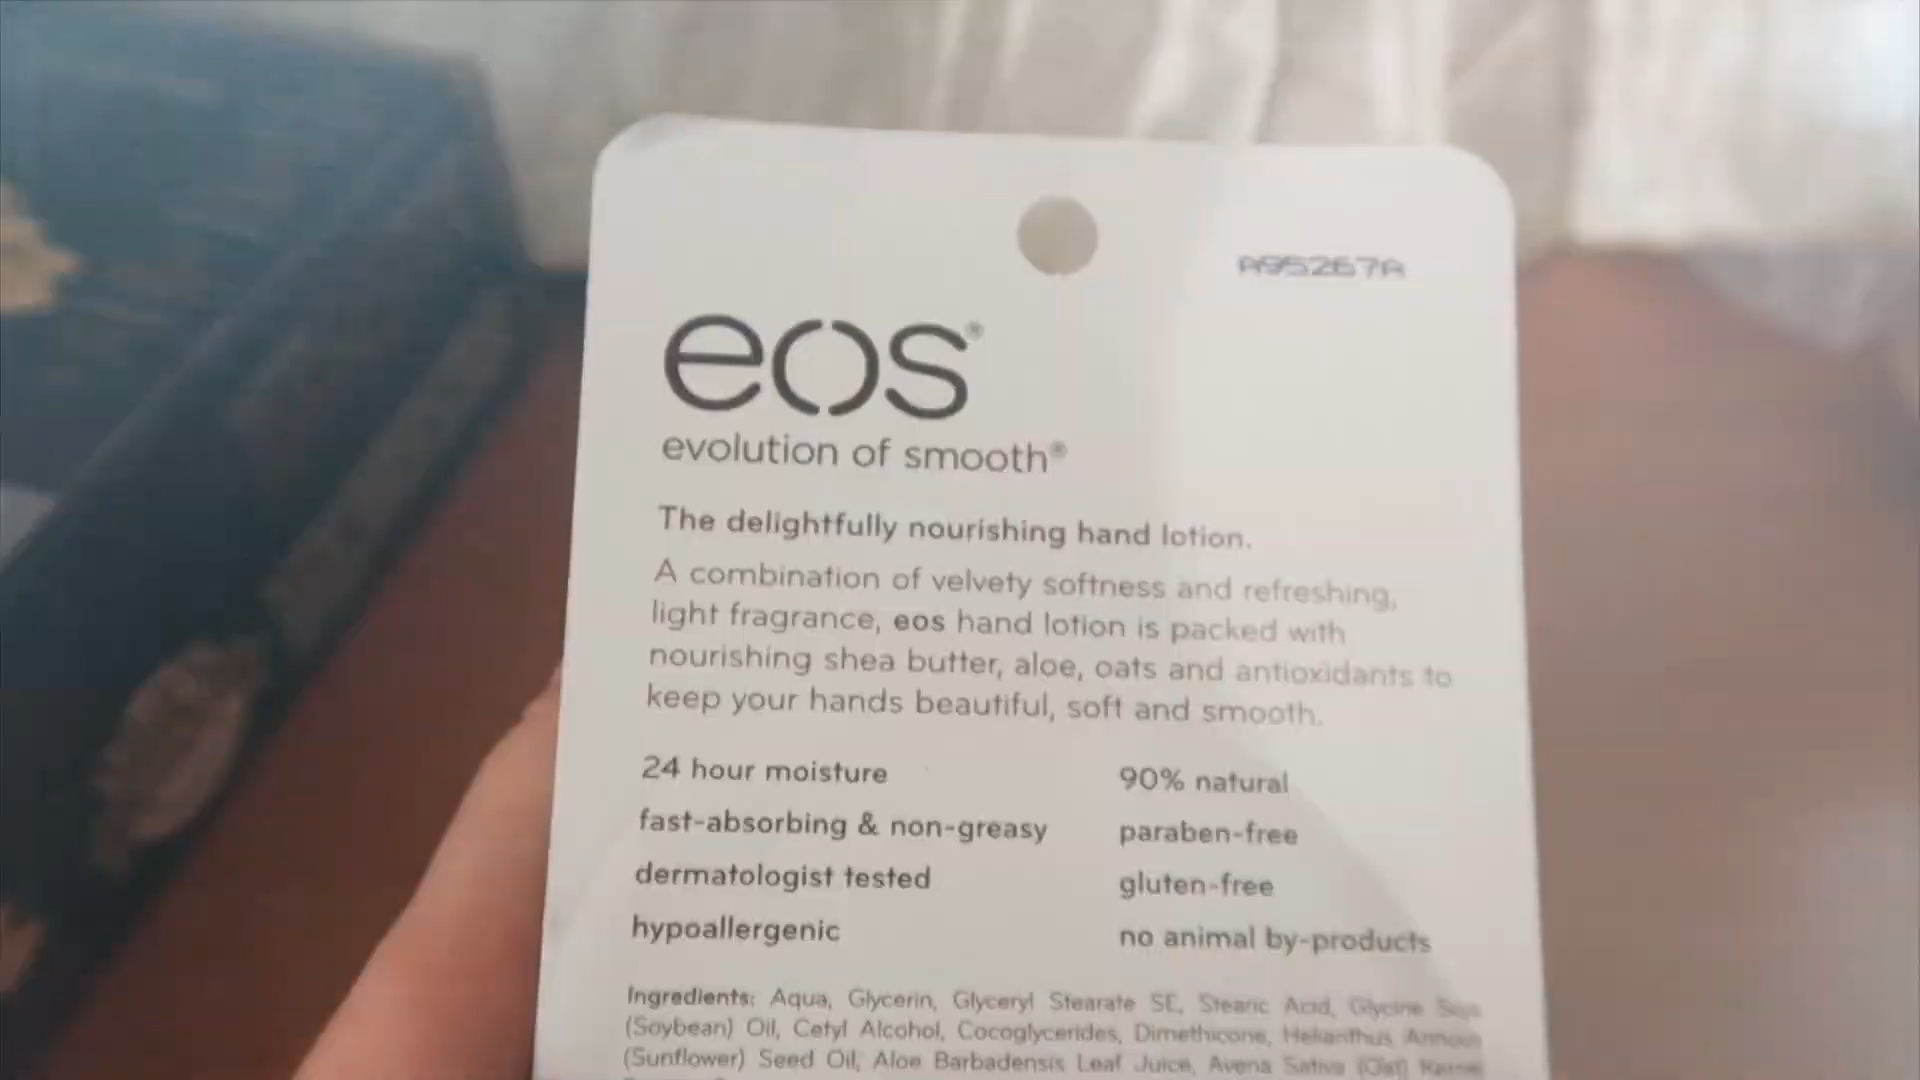 A95267A
eos®
evolution of smooth®
The delightfully nourishing hand lotion.
A combination of velvety softness and refreshing,
light fragrance, eos hand lotion is packed with
nourishing shea butter, aloe, oats and antioxidants to
keep your hands beautiful, soft and smooth.
24 hour moisture 90% natural
fast-absorbing & non-greasy paraben-free
dermatologist tested gluten-free
hypoallergenic no animal by-products
Ingredients: Aqua, Glycerin, Glyceryl Stearate SE, Stearic Acid, Glycine Soja
(Soybean) Oil, Cetyl Alcohol, Cocoglycerides, Dimethicone, Helianthus Annuus
(Sunflower) Seed Oil, Aloe Barbadensis Leaf Juice, Avena Sativa (Oat) Kernel